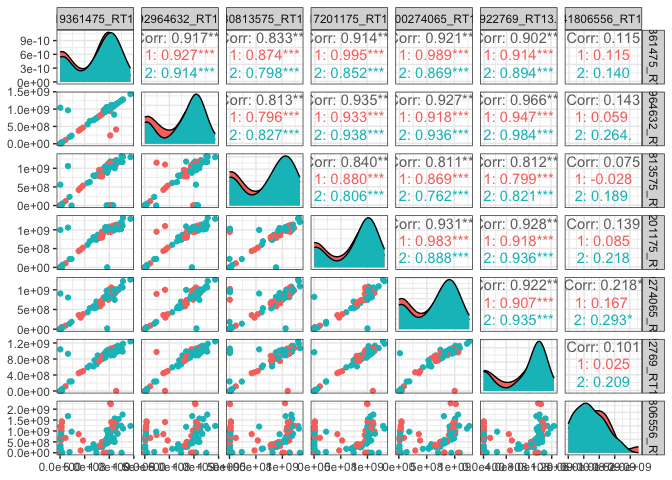 9361475_RT1 2964632_RT1 0813575_RT1 7201175_RT1 00274065_RT1 922769_RT13. 1806556_RT1
9e-10
6e-10
3e-10
0e+00
Corr: 0.917** Corr: 0.833** Corr: 0.914** Corr: 0.921** Corr: 0.902** Corr: 0.115
1: 0.927*** 1: 0.874*** 1: 0.995*** 1: 0.989*** 1: 0.914*** 1: 0.115
2: 0.914*** 2: 0.798*** 2: 0.852*** 2: 0.869*** 2: 0.894*** 2: 0.140
1.5e+09
1.0e+09
5.0e+08
0.0e+00
Corr: 0.813** Corr: 0.935** Corr: 0.927** Corr: 0.966** Corr: 0.143
1: 0.796*** 1: 0.933*** 1: 0.918*** 1: 0.947*** 1: 0.059
2: 0.827*** 2: 0.938*** 2: 0.936*** 2: 0.984*** 2: 0.264.
964632_R
1e+09
5e+08
0e+00
Corr: 0.840** Corr: 0.811** Corr: 0.812** Corr: 0.075
1: 0.880*** 1: 0.869*** 1: 0.799*** 1: -0.028
2: 0.806*** 2: 0.762*** 2: 0.821*** 2: 0.189
813575_R
1e+09
5e+08
0e+00
Corr: 0.931** Corr: 0.928** Corr: 0.139
1: 0.983*** 1: 0.918*** 1: 0.085
2: 0.888*** 2: 0.936*** 2: 0.218
201175_R
1e+09
5e+08
0e+00
Corr: 0.922** Corr: 0.218*
1: 0.907*** 1: 0.167
2: 0.935*** 2: 0.293*
274065_R
1.2e+09
8.0e+08
4.0e+08
0.0e+00
Corr: 0.101
1: 0.025
2: 0.209
2769_RT1
2.0e+09
1.5e+09
1.0e+09
5.0e+08
0.0e+00
806556_R